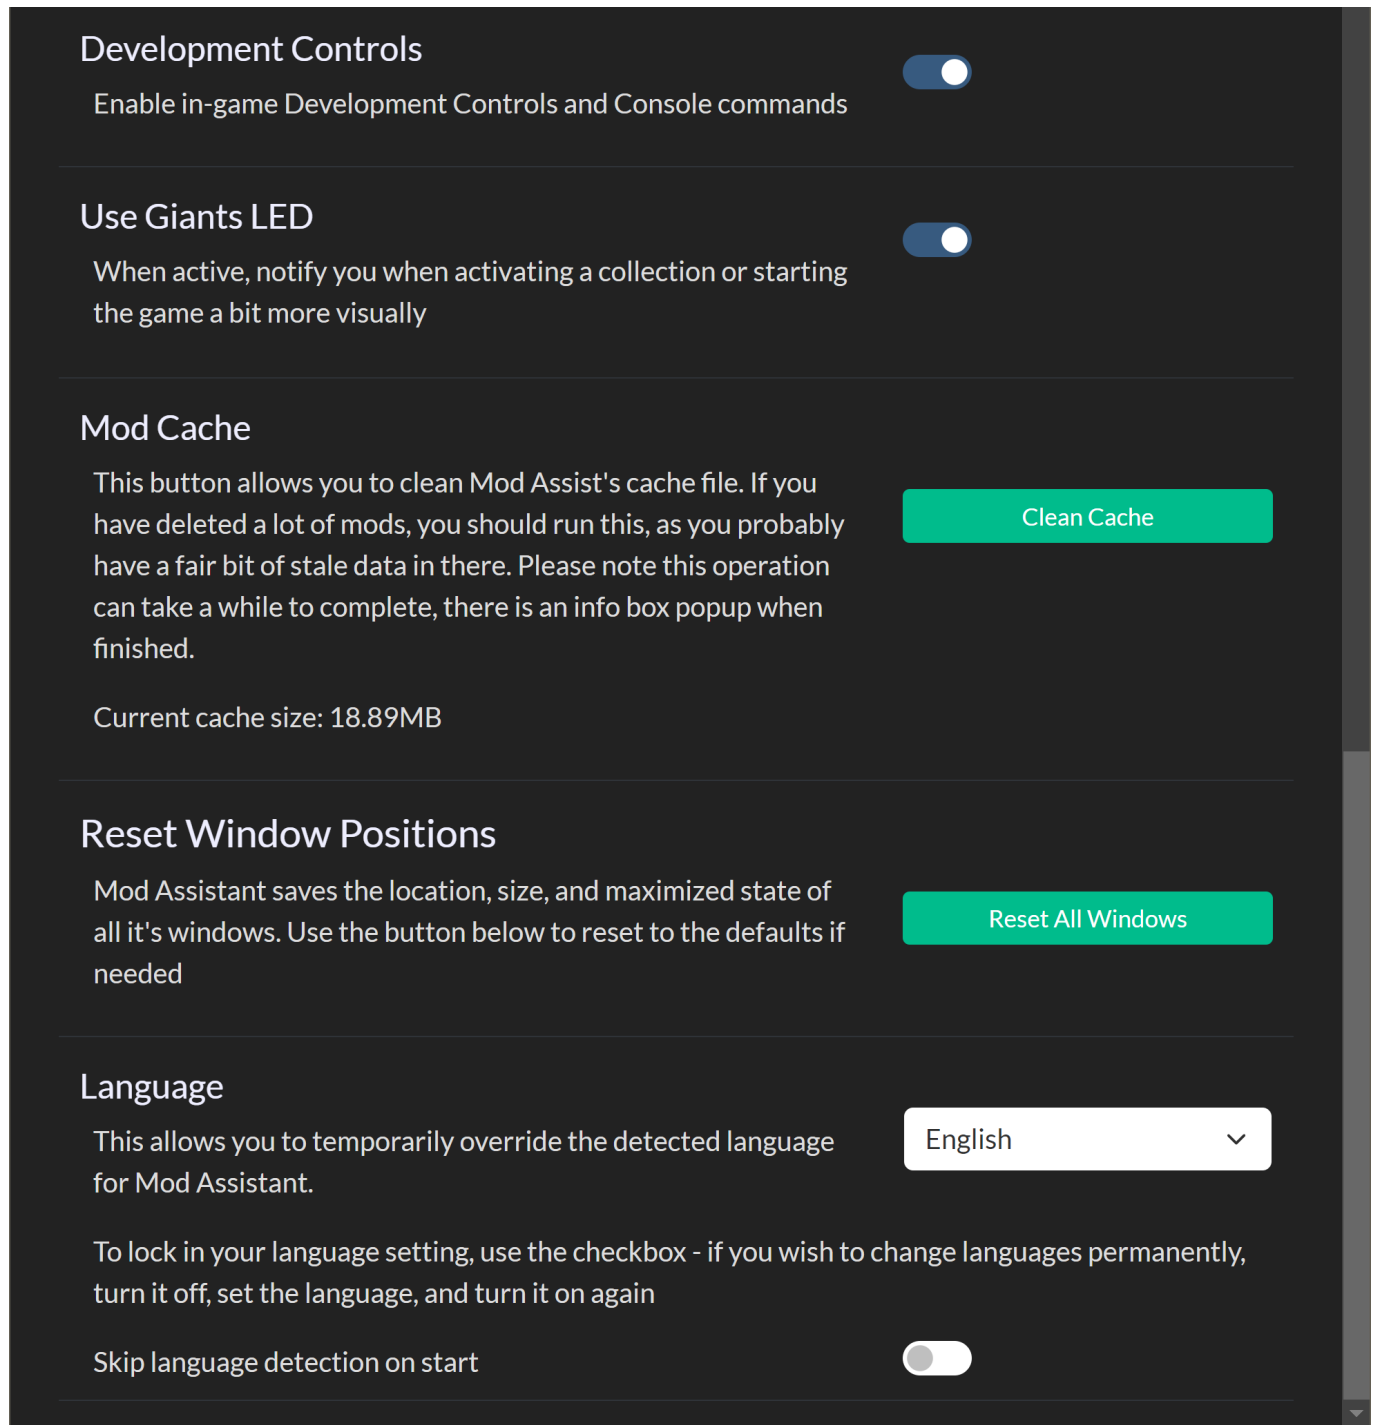 Development Controls
Enable in-game Development Controls and Console commands
Use Giants LED
When active, notify you when activating a collection or starting
the game a bit more visually
Mod Cache
This button allows you to clean Mod Assist's cache file. If you
have deleted a lot of mods, you should run this, as you probably
have a fair bit of stale data in there. Please note this operation
can take a while to complete, there is an info box popup when
finished.
Clean Cache
Current cache size: 18.89MB
Reset Window Positions
Mod Assistant saves the location, size, and maximized state of
all it's windows. Use the button below to reset to the defaults if
needed
Reset All Windows
Language
This allows you to temporarily override the detected language
for Mod Assistant.
English
To lock in your language setting, use the checkbox - if you wish to change languages permanently,
turn it off, set the language, and turn it on again
Skip language detection on start